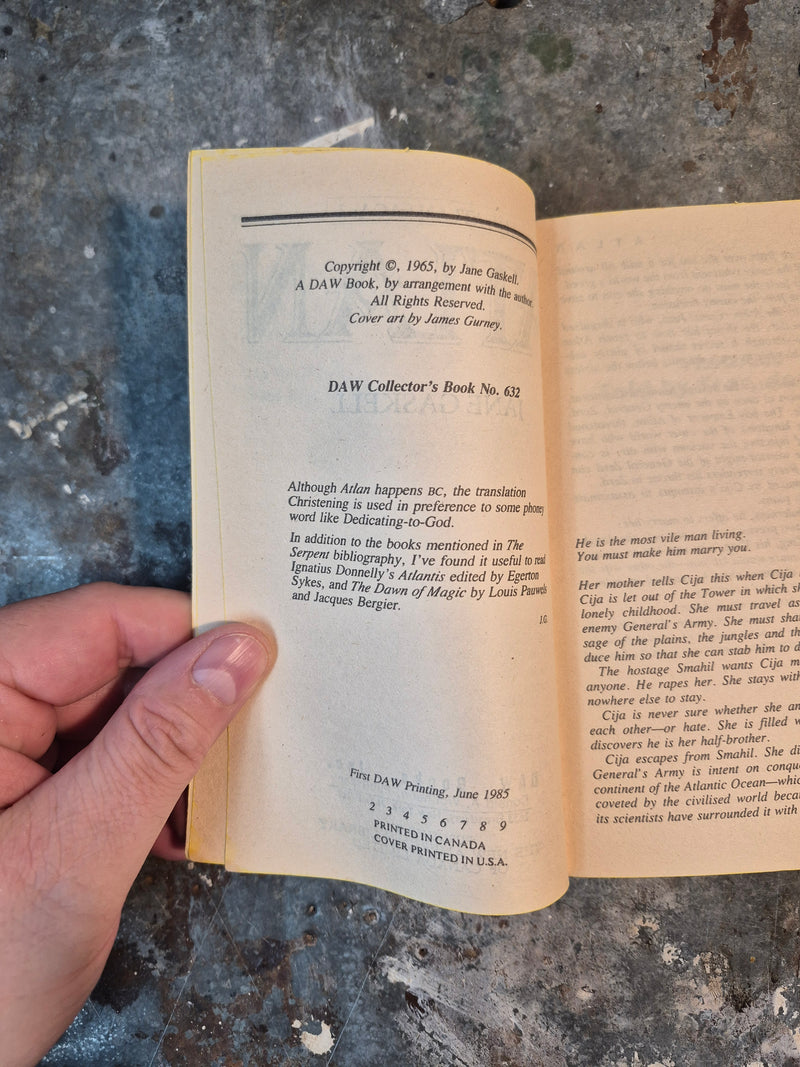 Copyright ©, 1965, by Jane Gaskell.
A DAW Book, by arrangement with the author.
All Rights Reserved.
Cover art by James Gurney.
DAW Collector's Book No. 632
Although Atlan happens BC, the translation
Christening is used in preference to some phoney
word like Dedicating-to-God.
In addition to the books mentioned in The
Serpent bibliography, I've found it useful to read
Ignatius Donnelly's Atlantis edited by Egerton
Sykes, and The Dawn of Magic by Louis Pauwels
and Jacques Bergier.
J.G.
First DAW Printing, June 1985
2 3 4 5 6 7 8 9
PRINTED IN CANADA
COVER PRINTED IN U.S.A.
He is the most vile man living.
You must make him marry you.
Her mother tells Cija this when Cija
Cija is let out of the Tower in which
lonely childhood. She must travel as
enemy General's Army. She must
sage of the plains, the jungles and
duce him so that she can stab him to
The hostage Smahil wants Cija
anyone. He rapes her. She stays
nowhere else to stay.
Cija is never sure whether she
each other—or hate. She is filled
discovers he is her half-brother.
Cija escapes from Smahil. She
General's Army is intent on
continent of the Atlantic Ocean—
coveted by the civilised world
its scientists have surrounded it with